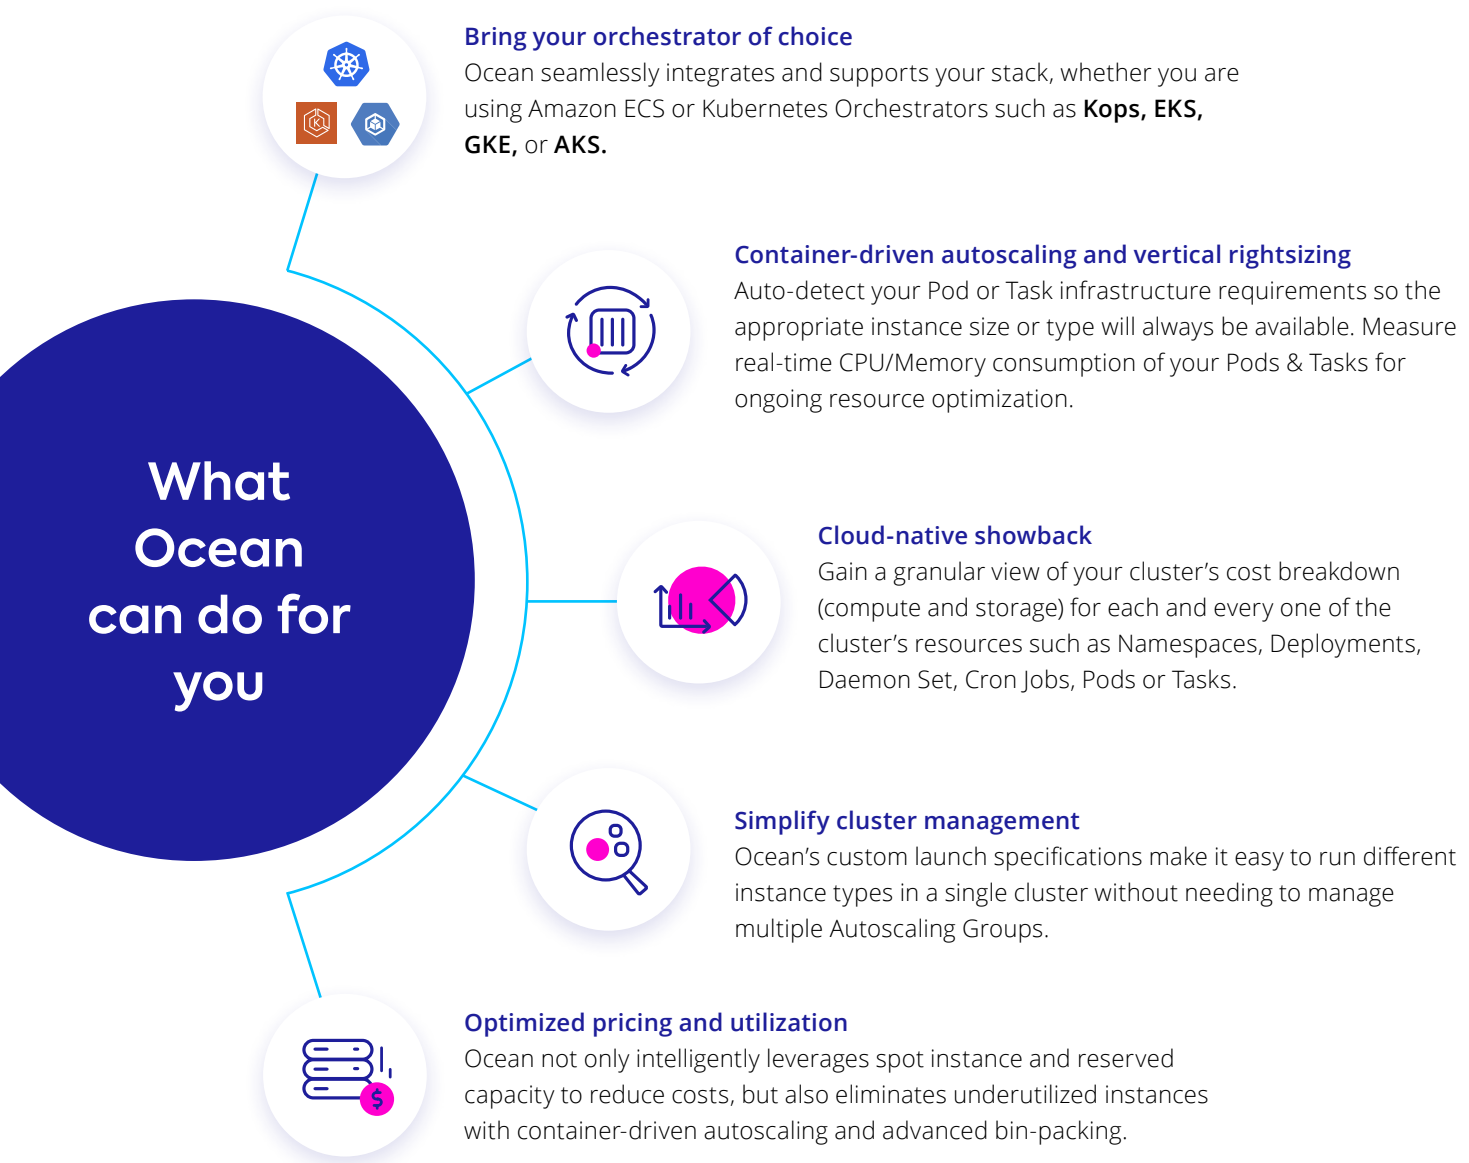 Bring your orchestrator of choice
Ocean seamlessly integrates and supports your stack, whether you are
using Amazon ECS or Kubernetes Orchestrators such as Kops, EKS,
GKE, or AKS.
Container-driven autoscaling and vertical rightsizing
Auto-detect your Pod or Task infrastructure requirements so the
appropriate instance size or type will always be available. Measure
real-time CPU/Memory consumption of your Pods & Tasks for
ongoing resource optimization.
What
Ocean
can do for
you
Cloud-native showback
Gain a granular view of your cluster’s cost breakdown
(compute and storage) for each and every one of the
cluster’s resources such as Namespaces, Deployments,
Daemon Set, Cron Jobs, Pods or Tasks.
Simplify cluster management
Ocean’s custom launch specifications make it easy to run different
instance types in a single cluster without needing to manage
multiple Autoscaling Groups.
Optimized pricing and utilization
Ocean not only intelligently leverages spot instance and reserved
capacity to reduce costs, but also eliminates underutilized instances
with container-driven autoscaling and advanced bin-packing.
K
$